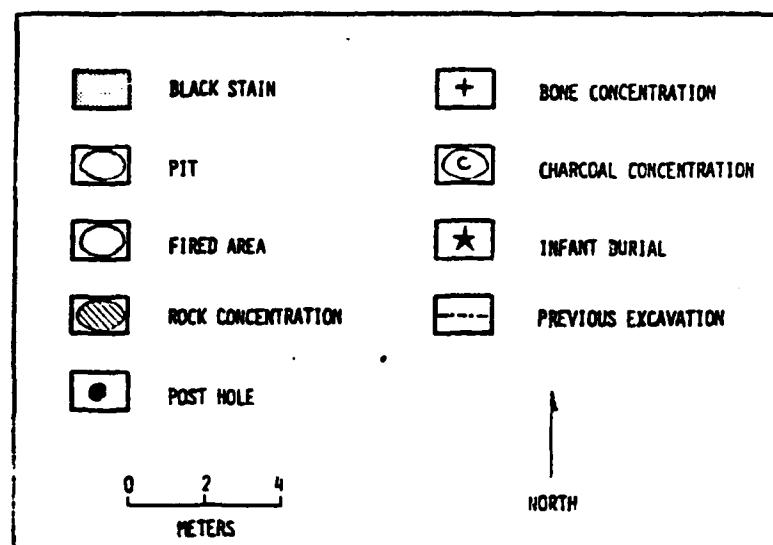 BLACK STAIN
PIT
FIRED AREA
ROCK CONCENTRATION
POST HOLE
+ BONE CONCENTRATION
C CHARCOAL CONCENTRATION
INFANT BURIAL
PREVIOUS EXCAVATION
0 2 4
METERS
NORTH